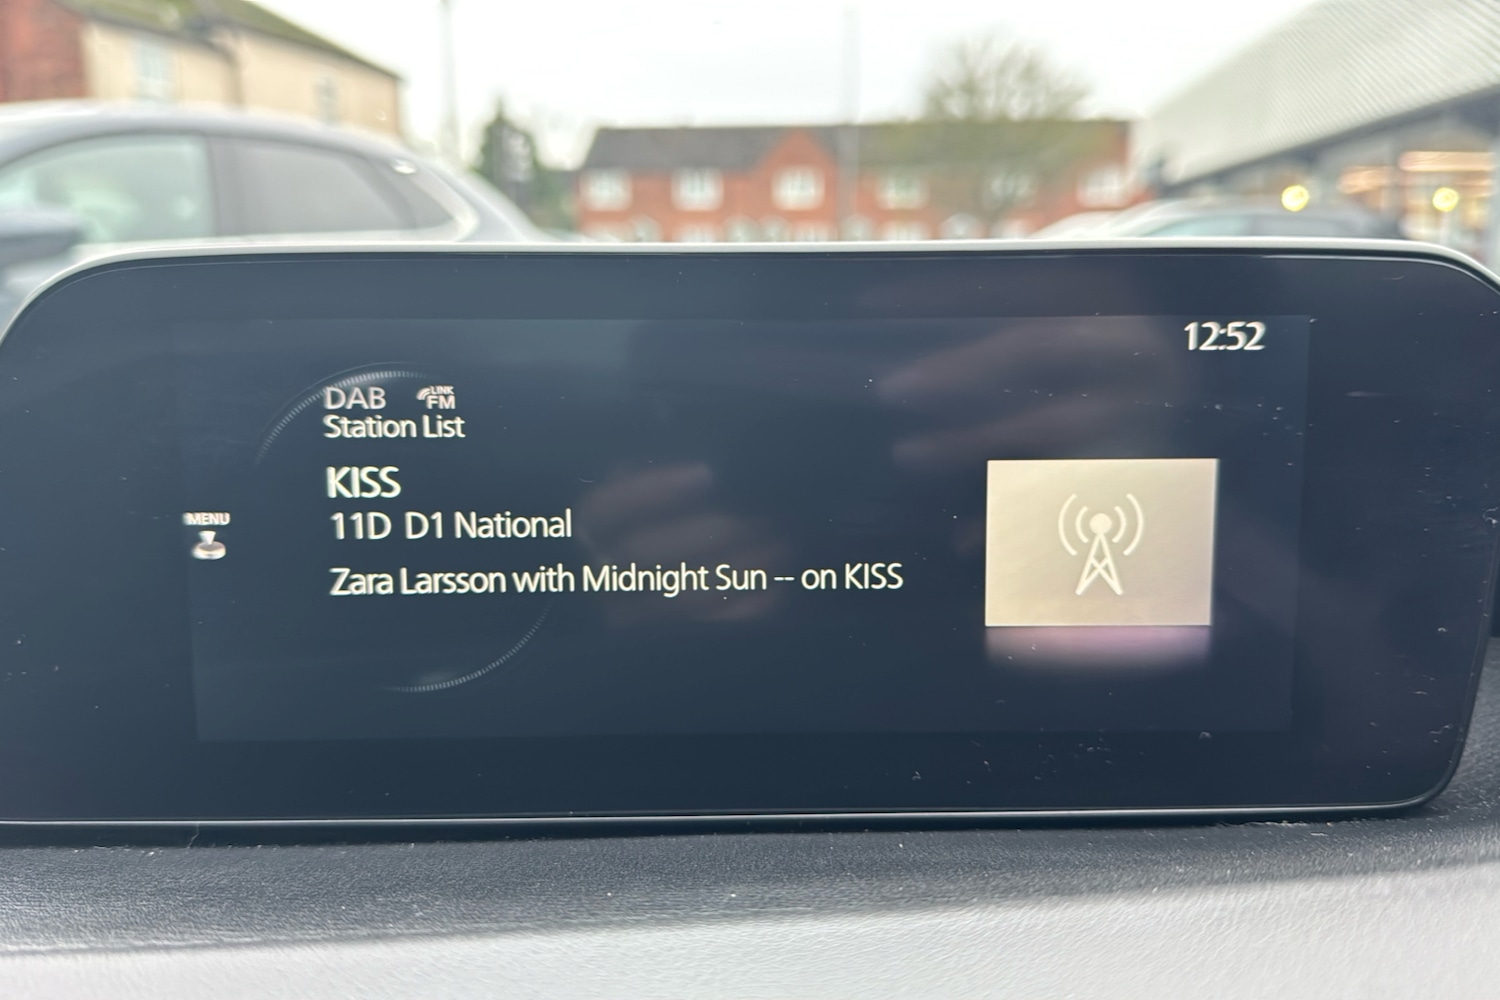 12:52
DAB LINK FM
Station List
KISS
11D D1 National
MENU
Zara Larsson with Midnight Sun -- on KISS